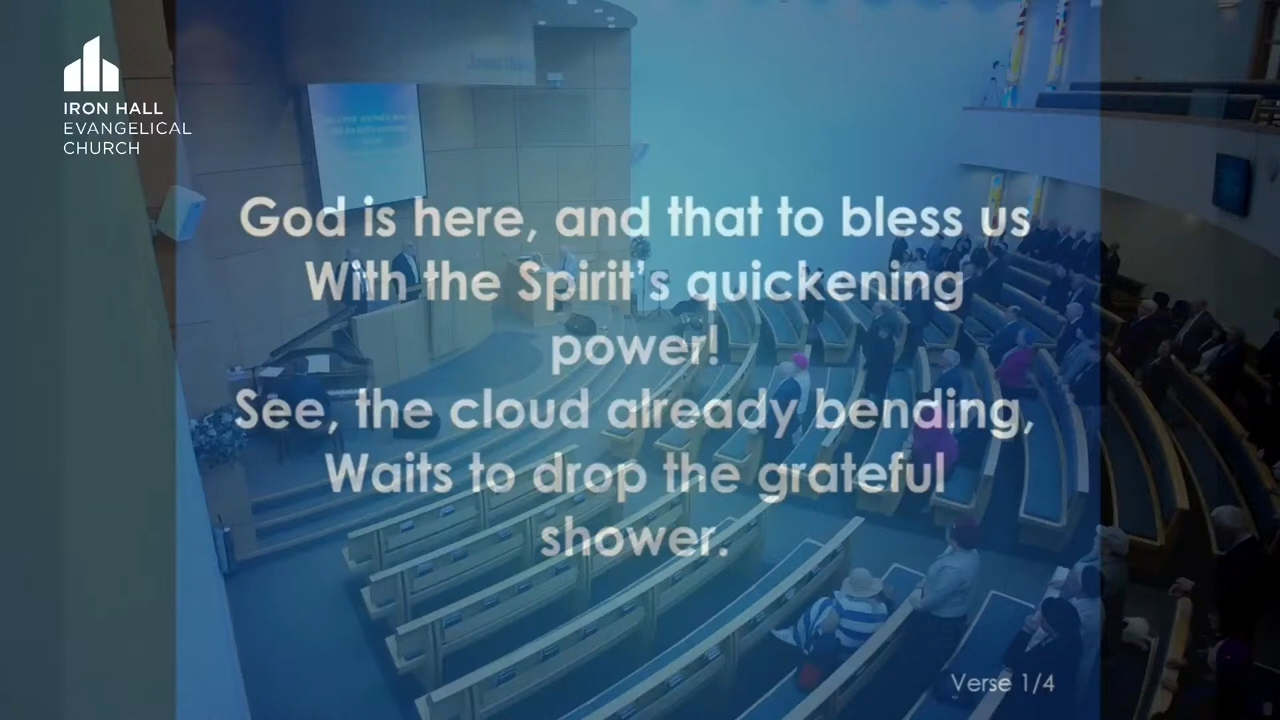 IRON HALL
EVANGELICAL
CHURCH
God is here, and that to bless us
With the Spirit's quickening
power!
See, the cloud already bending,
Waits to drop the grateful
shower.
Verse 1/4